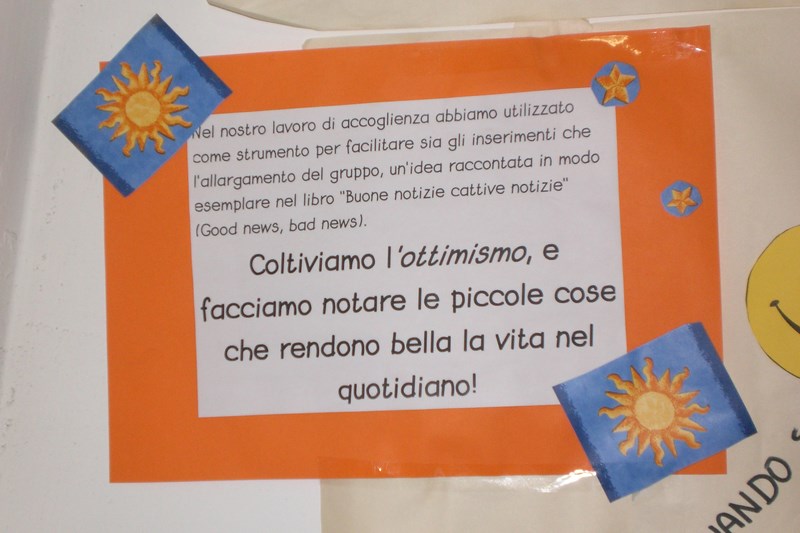 Nel nostro lavoro di accoglienza abbiamo utilizzato
come strumento per facilitare sia gli inserimenti che
l'allargamento del gruppo, un'idea raccontata in modo
esemplare nel libro "Buone notizie cattive notizie"
(Good news, bad news).
Coltiviamo l'ottimismo, e
facciamo notare le piccole cose
che rendono bella la vita nel
quotidiano!